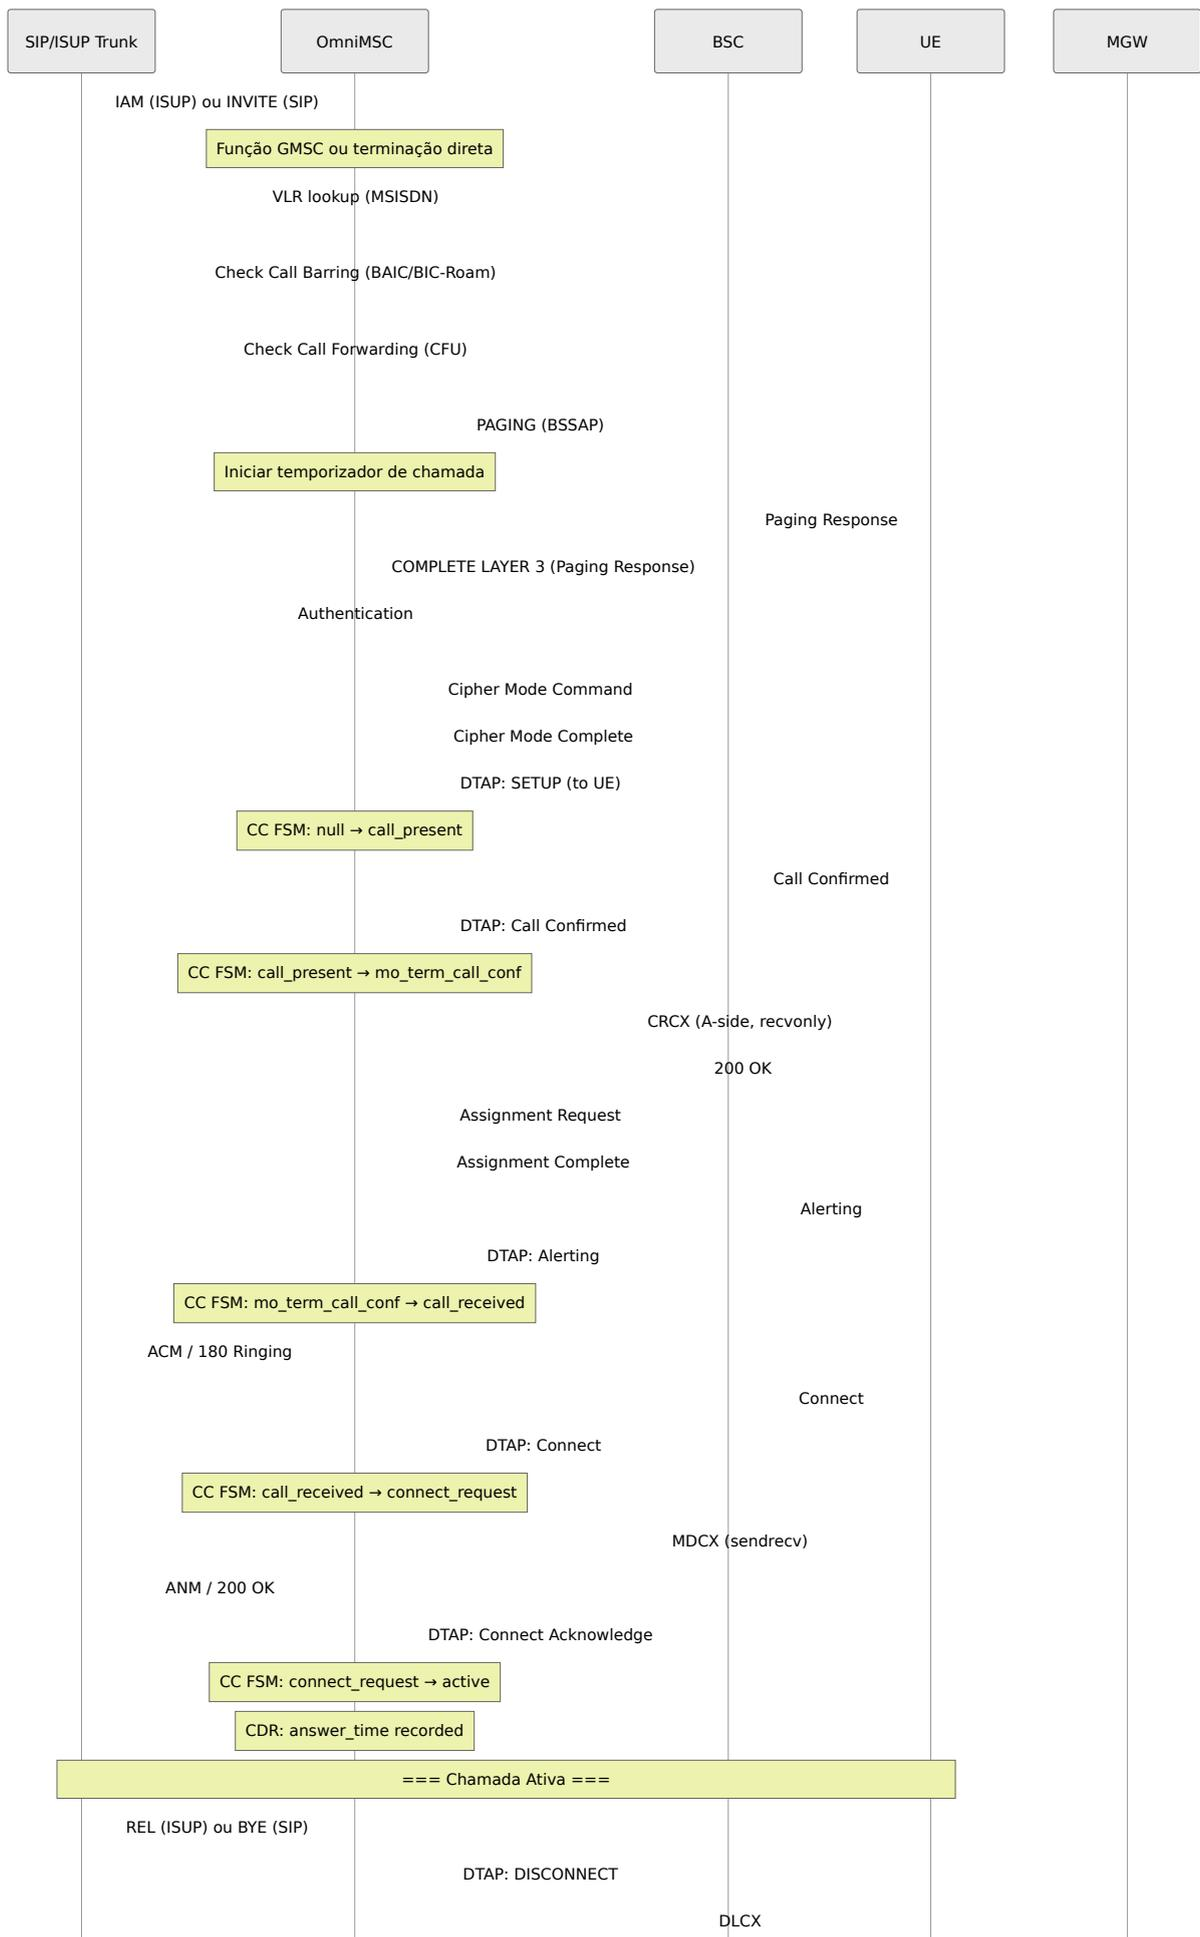 SIP/ISUP Trunk
OmniMSC
BSC
UE
MGW
IAM (ISUP) ou INVITE (SIP)
Função GMSC ou terminação direta
VLR lookup (MSISDN)
Check Call Barring (BAIC/BIC-Roam)
Check Call Forwarding (CFU)
PAGING (BSSAP)
Iniciar temporizador de chamada
Paging Response
COMPLETE LAYER 3 (Paging Response)
Authentication
Cipher Mode Command
Cipher Mode Complete
DTAP: SETUP (to UE)
CC FSM: null → call_present
Call Confirmed
DTAP: Call Confirmed
CC FSM: call_present → mo_term_call_conf
CRCX (A-side, recvonly)
200 OK
Assignment Request
Assignment Complete
Alerting
DTAP: Alerting
CC FSM: mo_term_call_conf → call_received
ACM / 180 Ringing
Connect
DTAP: Connect
CC FSM: call_received → connect_request
MDCX (sendrecv)
ANM / 200 OK
DTAP: Connect Acknowledge
CC FSM: connect_request → active
CDR: answer_time recorded
=== Chamada Ativa ===
REL (ISUP) ou BYE (SIP)
DTAP: DISCONNECT
DLCX